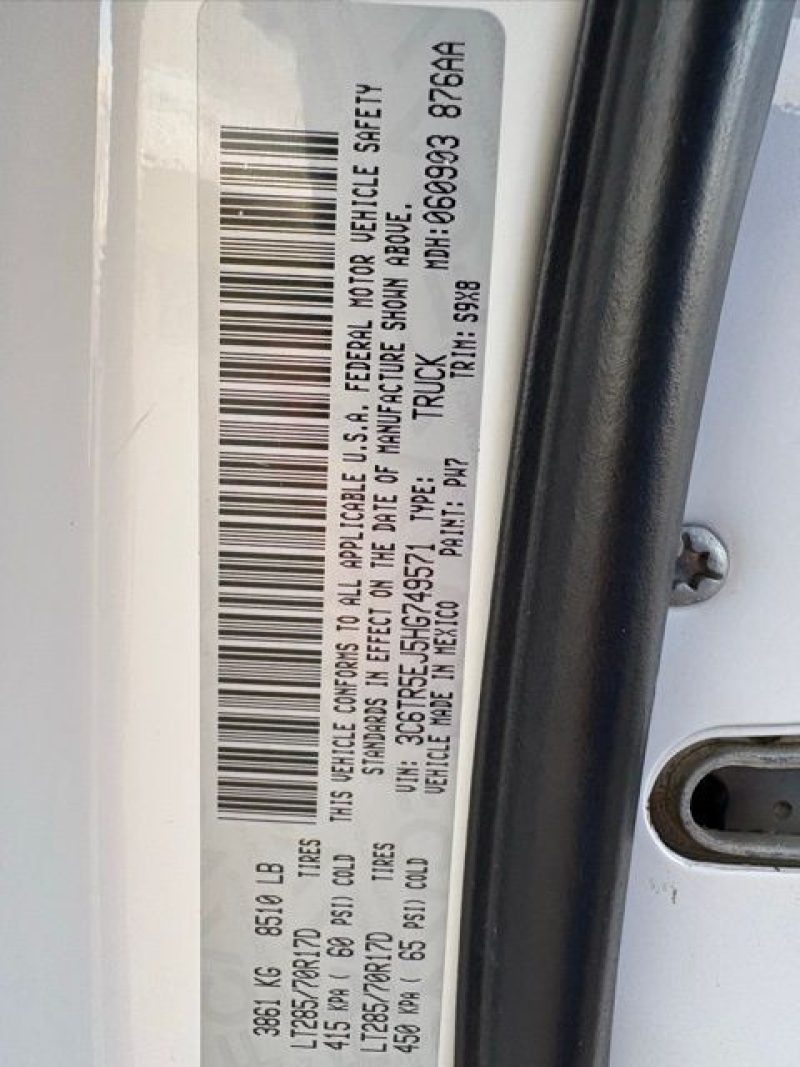 3861 KG 8510 LB
LT285/70R17D TIRES
415 KPA ( 60 PSI) COLD
LT285/70R17D TIRES
450 KPA ( 65 PSI) COLD
THIS VEHICLE CONFORMS TO ALL APPLICABLE U.S.A. FEDERAL MOTOR VEHICLE SAFETY
STANDARDS IN EFFECT ON THE DATE OF MANUFACTURE SHOWN ABOVE.
VIN: 3C6TR5EJ5HG749571 TYPE: TRUCK MDH:060903 876AA
VEHICLE MADE IN MEXICO PAINT: PW7 TRIM: S9X8